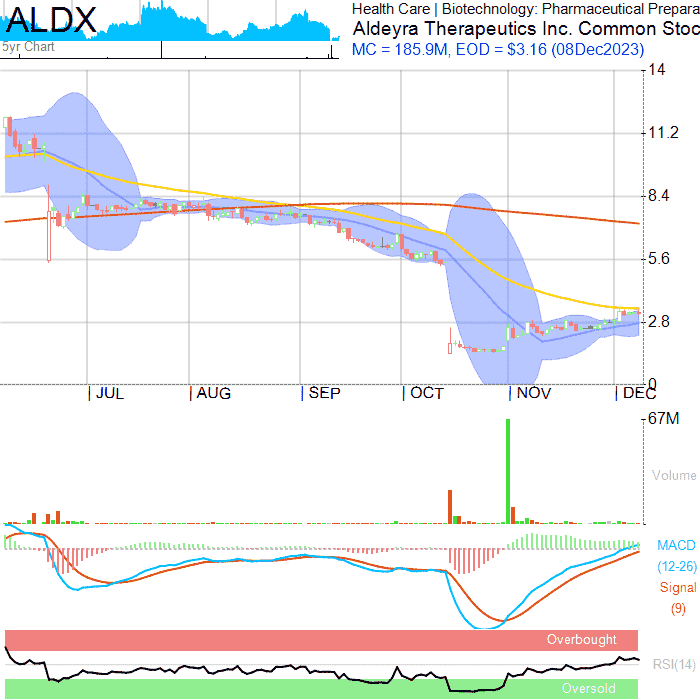 ALDX
5yr Chart
Health Care | Biotechnology: Pharmaceutical Prepara
Aldeyra Therapeutics Inc. Common Stoc
MC = 185.9M, EOD = $3.16 (08Dec2023)
14
11.2
8.4
5.6
2.8
0
JUL
AUG
SEP
OCT
NOV
DEC
67M
Volume
MACD
(12-26)
Signal
(9)
Overbought
RSI(14)
Oversold